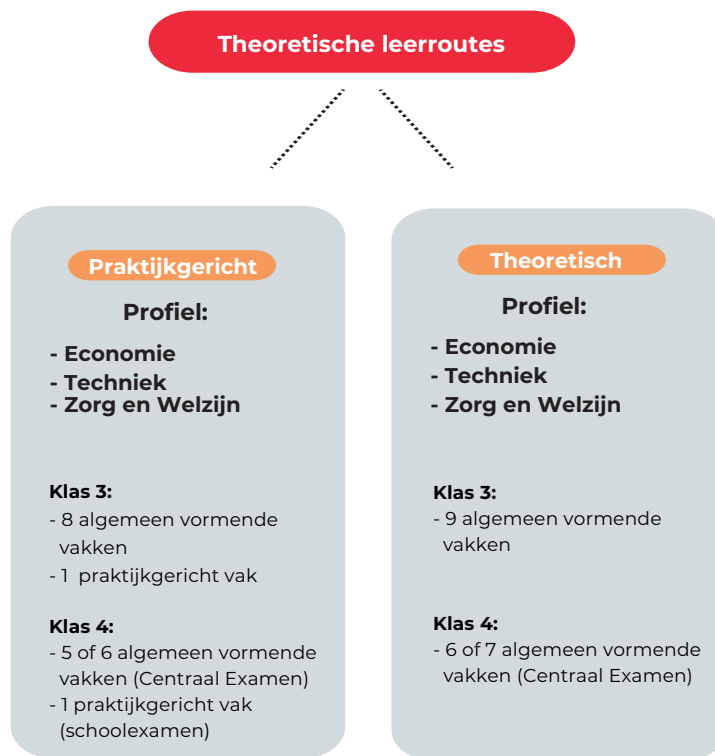 Theoretische leerroutes
Praktijkgericht
Profiel:
- Economie
- Techniek
- Zorg en Welzijn
Klas 3:
- 8 algemeen vormende
vakken
- 1 praktijkgericht vak
Klas 4:
- 5 of 6 algemeen vormende
vakken (Centraal Examen)
- 1 praktijkgericht vak
(schoolexamen)
Theoretisch
Profiel:
- Economie
- Techniek
- Zorg en Welzijn
Klas 3:
- 9 algemeen vormende
vakken
Klas 4:
- 6 of 7 algemeen vormende
vakken (Centraal Examen)